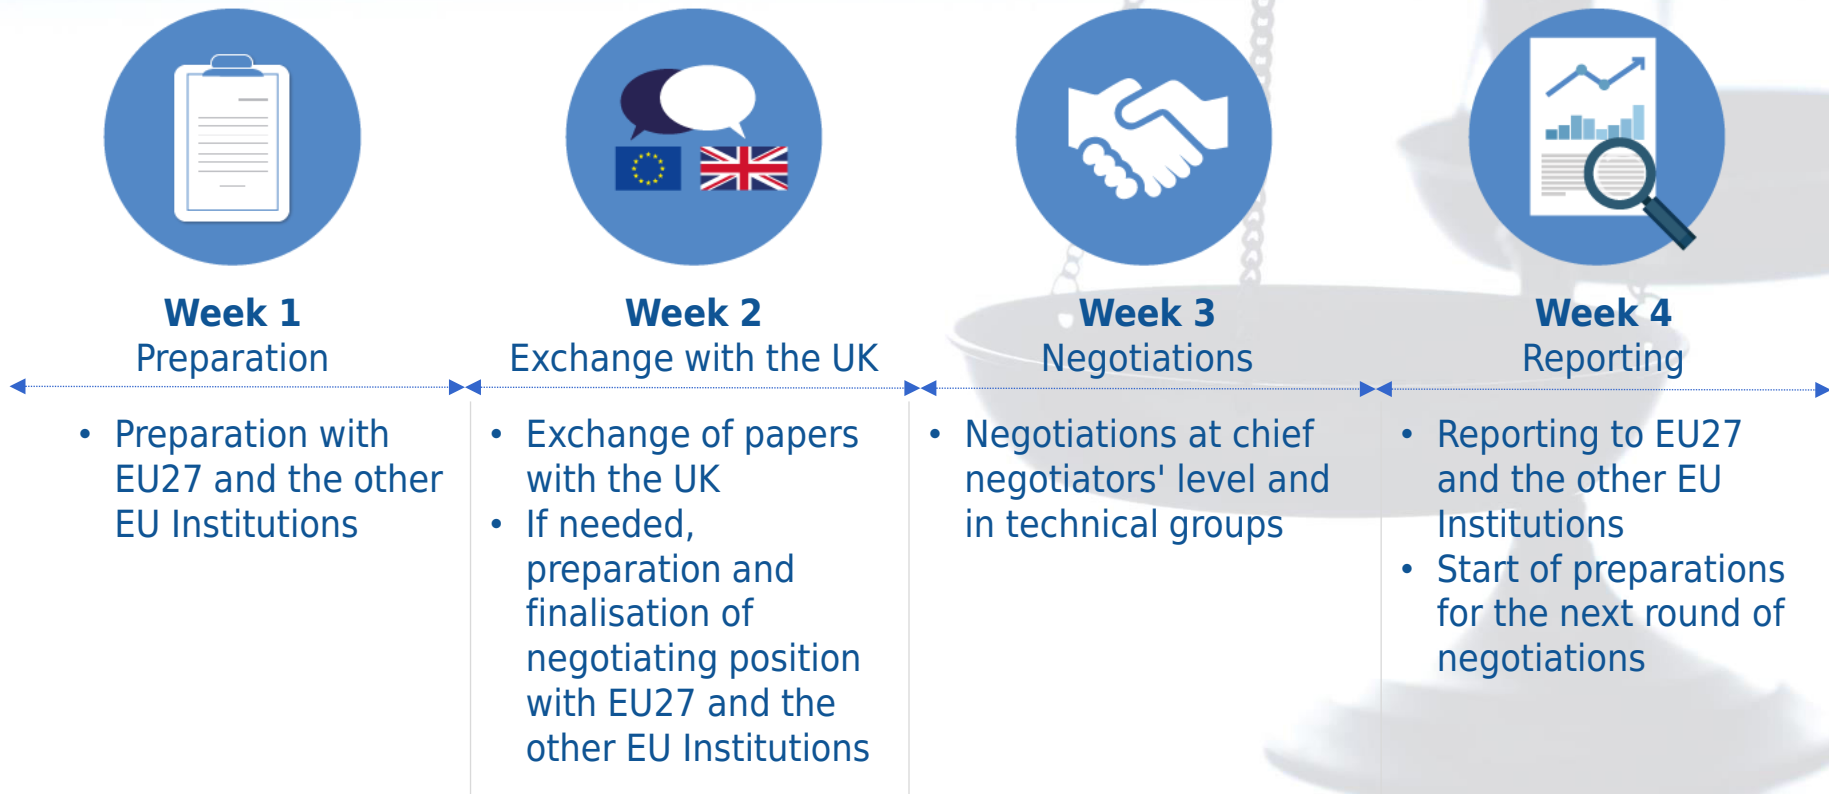 Week 1
Preparation
• Preparation with
EU27 and the other
EU Institutions
Week 2
Exchange with the UK
• Exchange of papers
with the UK
• If needed,
preparation and
finalisation of
negotiating position
with EU27 and the
other EU Institutions
Week 3
Negotiations
• Negotiations at chief
negotiators' level and
in technical groups
Week 4
Reporting
• Reporting to EU27
and the other EU
Institutions
• Start of preparations
for the next round of
negotiations